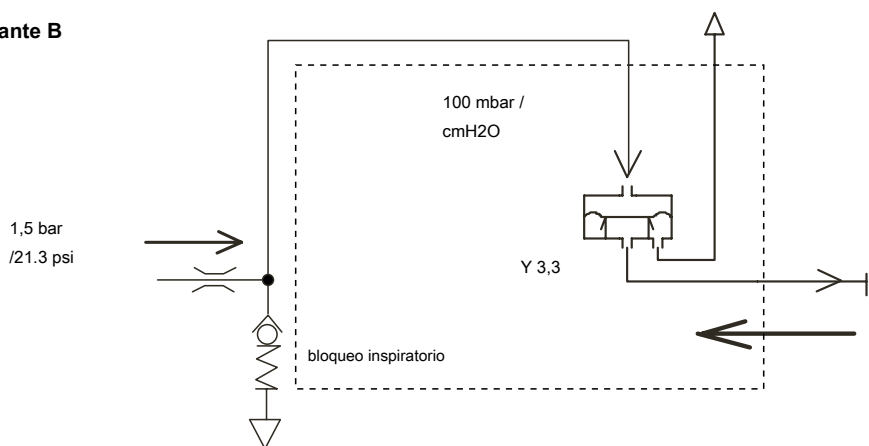 ante B
100 mbar /
cmH2O
1,5 bar
/21.3 psi
Y 3,3
bloqueo inspiratorio